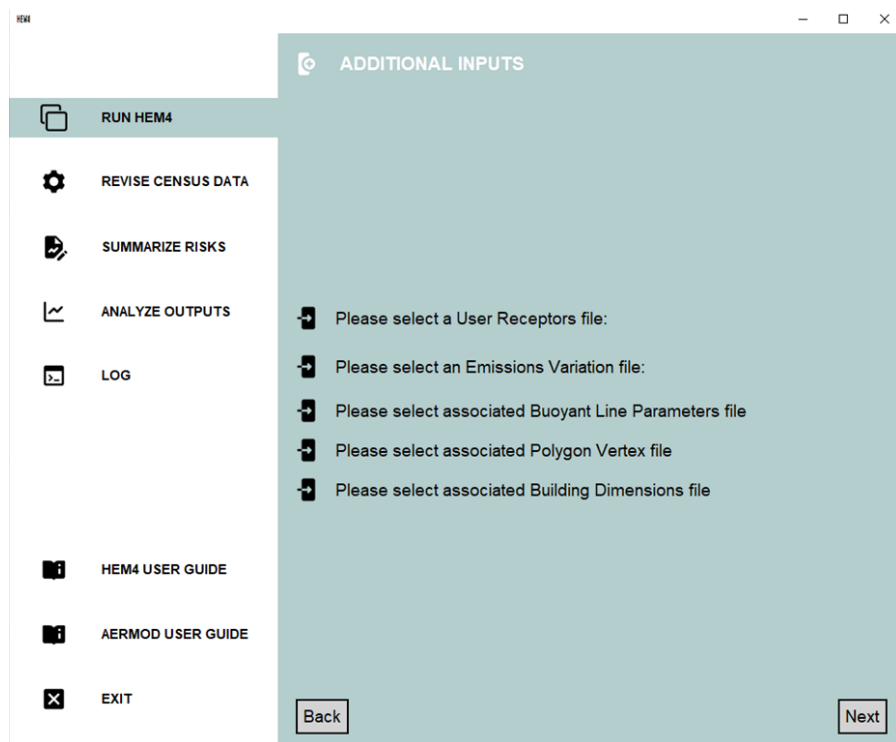 HEM4
ADDITIONAL INPUTS
RUN HEM4
REVISE CENSUS DATA
SUMMARIZE RISKS
ANALYZE OUTPUTS
LOG
Please select a User Receptors file:
Please select an Emissions Variation file:
Please select associated Buoyant Line Parameters file
Please select associated Polygon Vertex file
Please select associated Building Dimensions file
HEM4 USER GUIDE
AERMOD USER GUIDE
EXIT
Back
Next